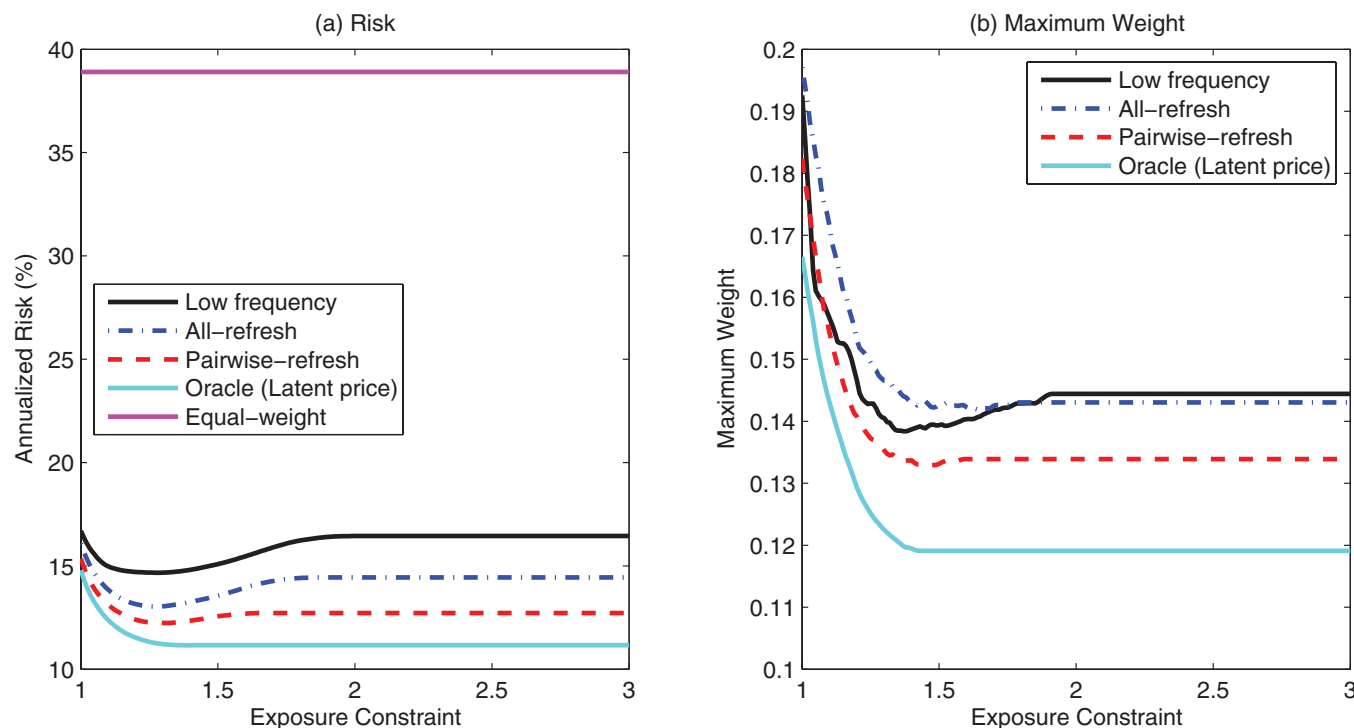 (a) Risk
40
35
30
25
20
15
10
Annualized Risk (%)
Low frequency
All−refresh
Pairwise−refresh
Oracle (Latent price)
Equal−weight
1
1.5
2
2.5
3
Exposure Constraint
(b) Maximum Weight
0.2
0.19
0.18
0.17
0.16
0.15
0.14
0.13
0.12
0.11
0.1
Maximum Weight
Low frequency
All−refresh
Pairwise−refresh
Oracle (Latent price)
1
1.5
2
2.5
3
Exposure Constraint